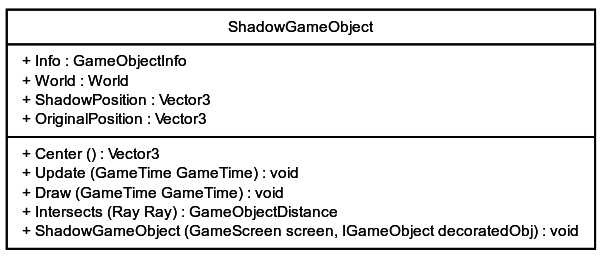 ShadowGameObject
+ Info : GameObjectInfo
+ World : World
+ ShadowPosition : Vector3
+ OriginalPosition : Vector3
+ Center () : Vector3
+ Update (GameTime GameTime) : void
+ Draw (GameTime GameTime) : void
+ Intersects (Ray Ray) : GameObjectDistance
+ ShadowGameObject (GameScreen screen, IGameObject decoratedObj) : void